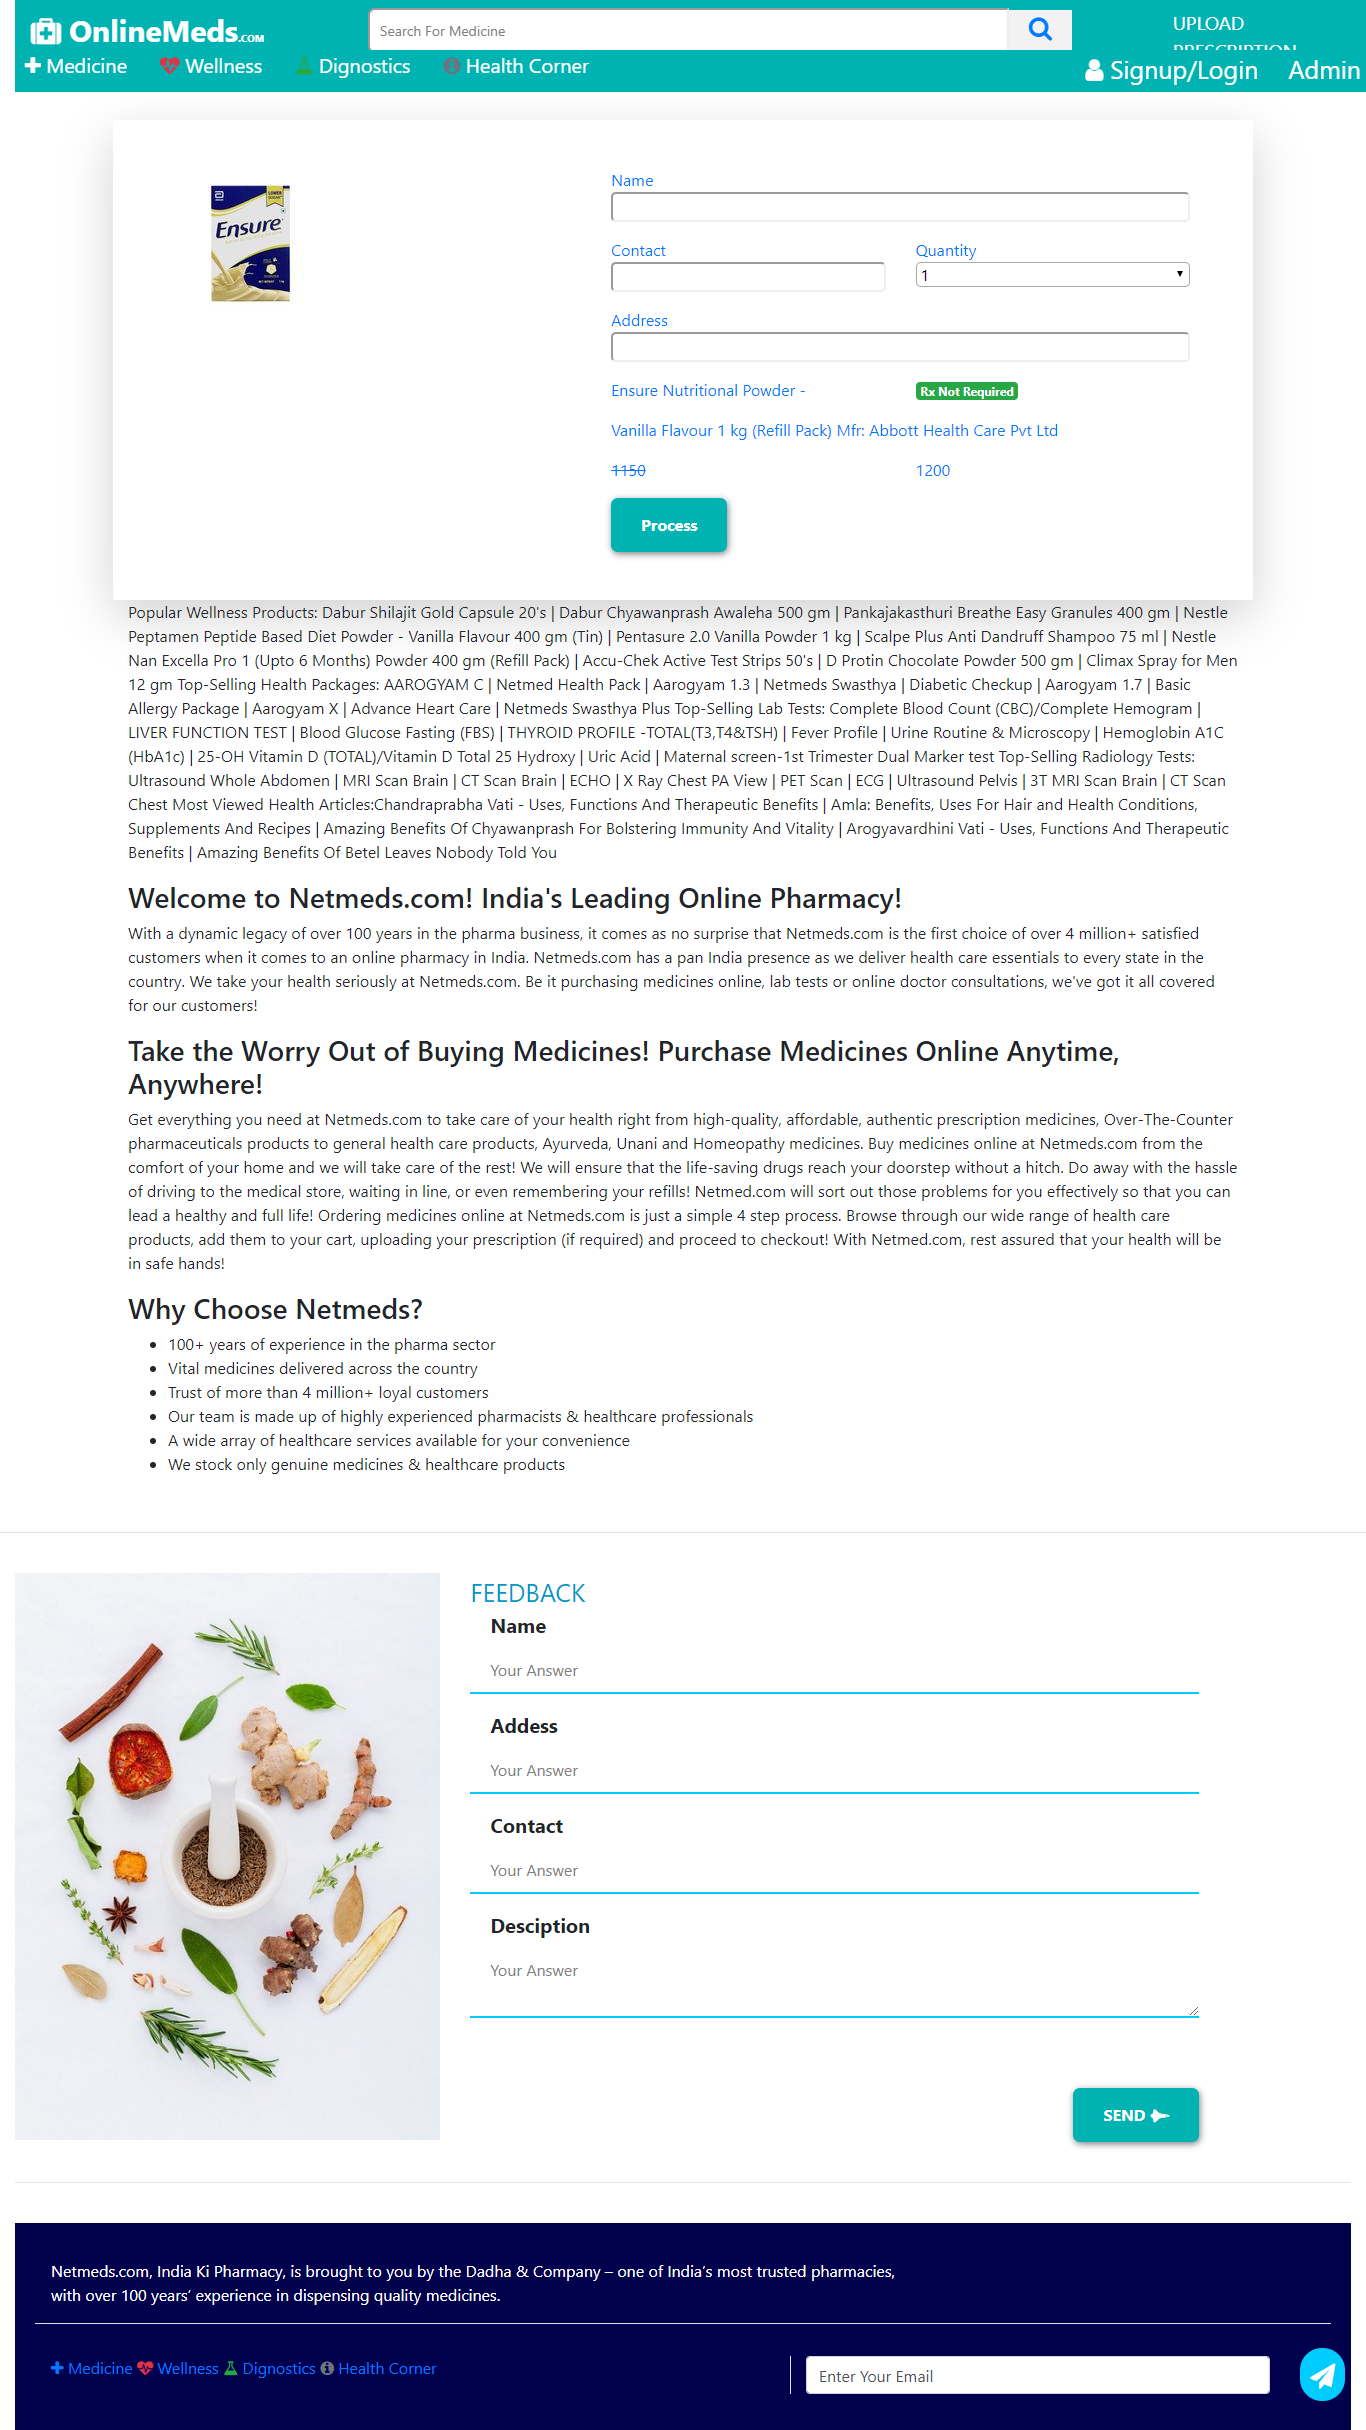 OnlineMeds.COM
Search For Medicine
UPLOAD
PRESCRIPTION
Medicine Wellness Dignostics Health Corner
Signup/Login Admin
Ensure
Name
Contact Quantity
1
Address
Ensure Nutritional Powder - Rx Not Required
Vanilla Flavour 1 kg (Refill Pack) Mfr: Abbott Health Care Pvt Ltd
1150 1200
Process
Popular Wellness Products: Dabur Shilajit Gold Capsule 20's | Dabur Chyawanprash Awaleha 500 gm | Pankajakasthuri Breathe Easy Granules 400 gm | Nestle
Peptamen Peptide Based Diet Powder - Vanilla Flavour 400 gm (Tin) | Pentasure 2.0 Vanilla Powder 1 kg | Scalpe Plus Anti Dandruff Shampoo 75 ml | Nestle
Nan Excella Pro 1 (Upto 6 Months) Powder 400 gm (Refill Pack) | Accu-Chek Active Test Strips 50's | D Protin Chocolate Powder 500 gm | Climax Spray for Men
12 gm Top-Selling Health Packages: AAROGYAM C | Netmed Health Pack | Aarogyam 1.3 | Netmeds Swasthya | Diabetic Checkup | Aarogyam 1.7 | Basic
Allergy Package | Aarogyam X | Advance Heart Care | Netmeds Swasthya Plus Top-Selling Lab Tests: Complete Blood Count (CBC)/Complete Hemogram |
LIVER FUNCTION TEST | Blood Glucose Fasting (FBS) | THYROID PROFILE -TOTAL(T3,T4&TSH) | Fever Profile | Urine Routine & Microscopy | Hemoglobin A1C
(HbA1c) | 25-OH Vitamin D (TOTAL)/Vitamin D Total 25 Hydroxy | Uric Acid | Maternal screen-1st Trimester Dual Marker test Top-Selling Radiology Tests:
Ultrasound Whole Abdomen | MRI Scan Brain | CT Scan Brain | ECHO | X Ray Chest PA View | PET Scan | ECG | Ultrasound Pelvis | 3T MRI Scan Brain | CT Scan
Chest Most Viewed Health Articles:Chandraprabha Vati - Uses, Functions And Therapeutic Benefits | Amla: Benefits, Uses For Hair and Health Conditions,
Supplements And Recipes | Amazing Benefits Of Chyawanprash For Bolstering Immunity And Vitality | Arogyavardhini Vati - Uses, Functions And Therapeutic
Benefits | Amazing Benefits Of Betel Leaves Nobody Told You
Welcome to Netmeds.com! India's Leading Online Pharmacy!
With a dynamic legacy of over 100 years in the pharma business, it comes as no surprise that Netmeds.com is the first choice of over 4 million+ satisfied
customers when it comes to an online pharmacy in India. Netmeds.com has a pan India presence as we deliver health care essentials to every state in the
country. We take your health seriously at Netmeds.com. Be it purchasing medicines online, lab tests or online doctor consultations, we've got it all covered
for our customers!
Take the Worry Out of Buying Medicines! Purchase Medicines Online Anytime,
Anywhere!
Get everything you need at Netmeds.com to take care of your health right from high-quality, affordable, authentic prescription medicines, Over-The-Counter
pharmaceuticals products to general health care products, Ayurveda, Unani and Homeopathy medicines. Buy medicines online at Netmeds.com from the
comfort of your home and we will take care of the rest! We will ensure that the life-saving drugs reach your doorstep without a hitch. Do away with the hassle
of driving to the medical store, waiting in line, or even remembering your refills! Netmed.com will sort out those problems for you effectively so that you can
lead a healthy and full life! Ordering medicines online at Netmeds.com is just a simple 4 step process. Browse through our wide range of health care
products, add them to your cart, uploading your prescription (if required) and proceed to checkout! With Netmed.com, rest assured that your health will be
in safe hands!
Why Choose Netmeds?
• 100+ years of experience in the pharma sector
• Vital medicines delivered across the country
• Trust of more than 4 million+ loyal customers
• Our team is made up of highly experienced pharmacists & healthcare professionals
• A wide array of healthcare services available for your convenience
• We stock only genuine medicines & healthcare products
FEEDBACK
Name
Your Answer
Addess
Your Answer
Contact
Your Answer
Desciption
Your Answer
SEND
Netmeds.com, India Ki Pharmacy, is brought to you by the Dadha & Company – one of India’s most trusted pharmacies,
with over 100 years’ experience in dispensing quality medicines.
Medicine Wellness Dignostics Health Corner
Enter Your Email